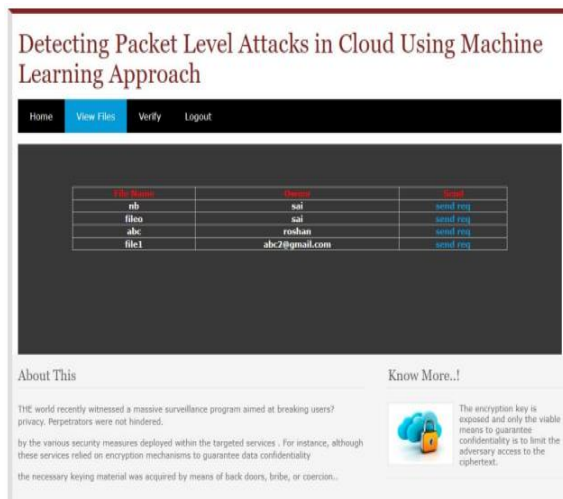 Detecting Packet Level Attacks in Cloud Using Machine
Learning Approach
Home View Files Verify Logout
File Name Owner Send
nb sai send req
fileo sai send req
abc roshan send req
file1 abc2@gmail.com send req
About This
THE world recently witnessed a massive surveillance program aimed at breaking users?
privacy. Perpetrators were not hindered.
by the various security measures deployed within the targeted services . For instance, although
these services relied on encryption mechanisms to guarantee data confidentiality
the necessary keying material was acquired by means of back doors, bribe, or coercion..
Know More..!
The encryption key is
exposed and only the viable
means to guarantee
confidentiality is to limit the
adversary access to the
ciphertext.